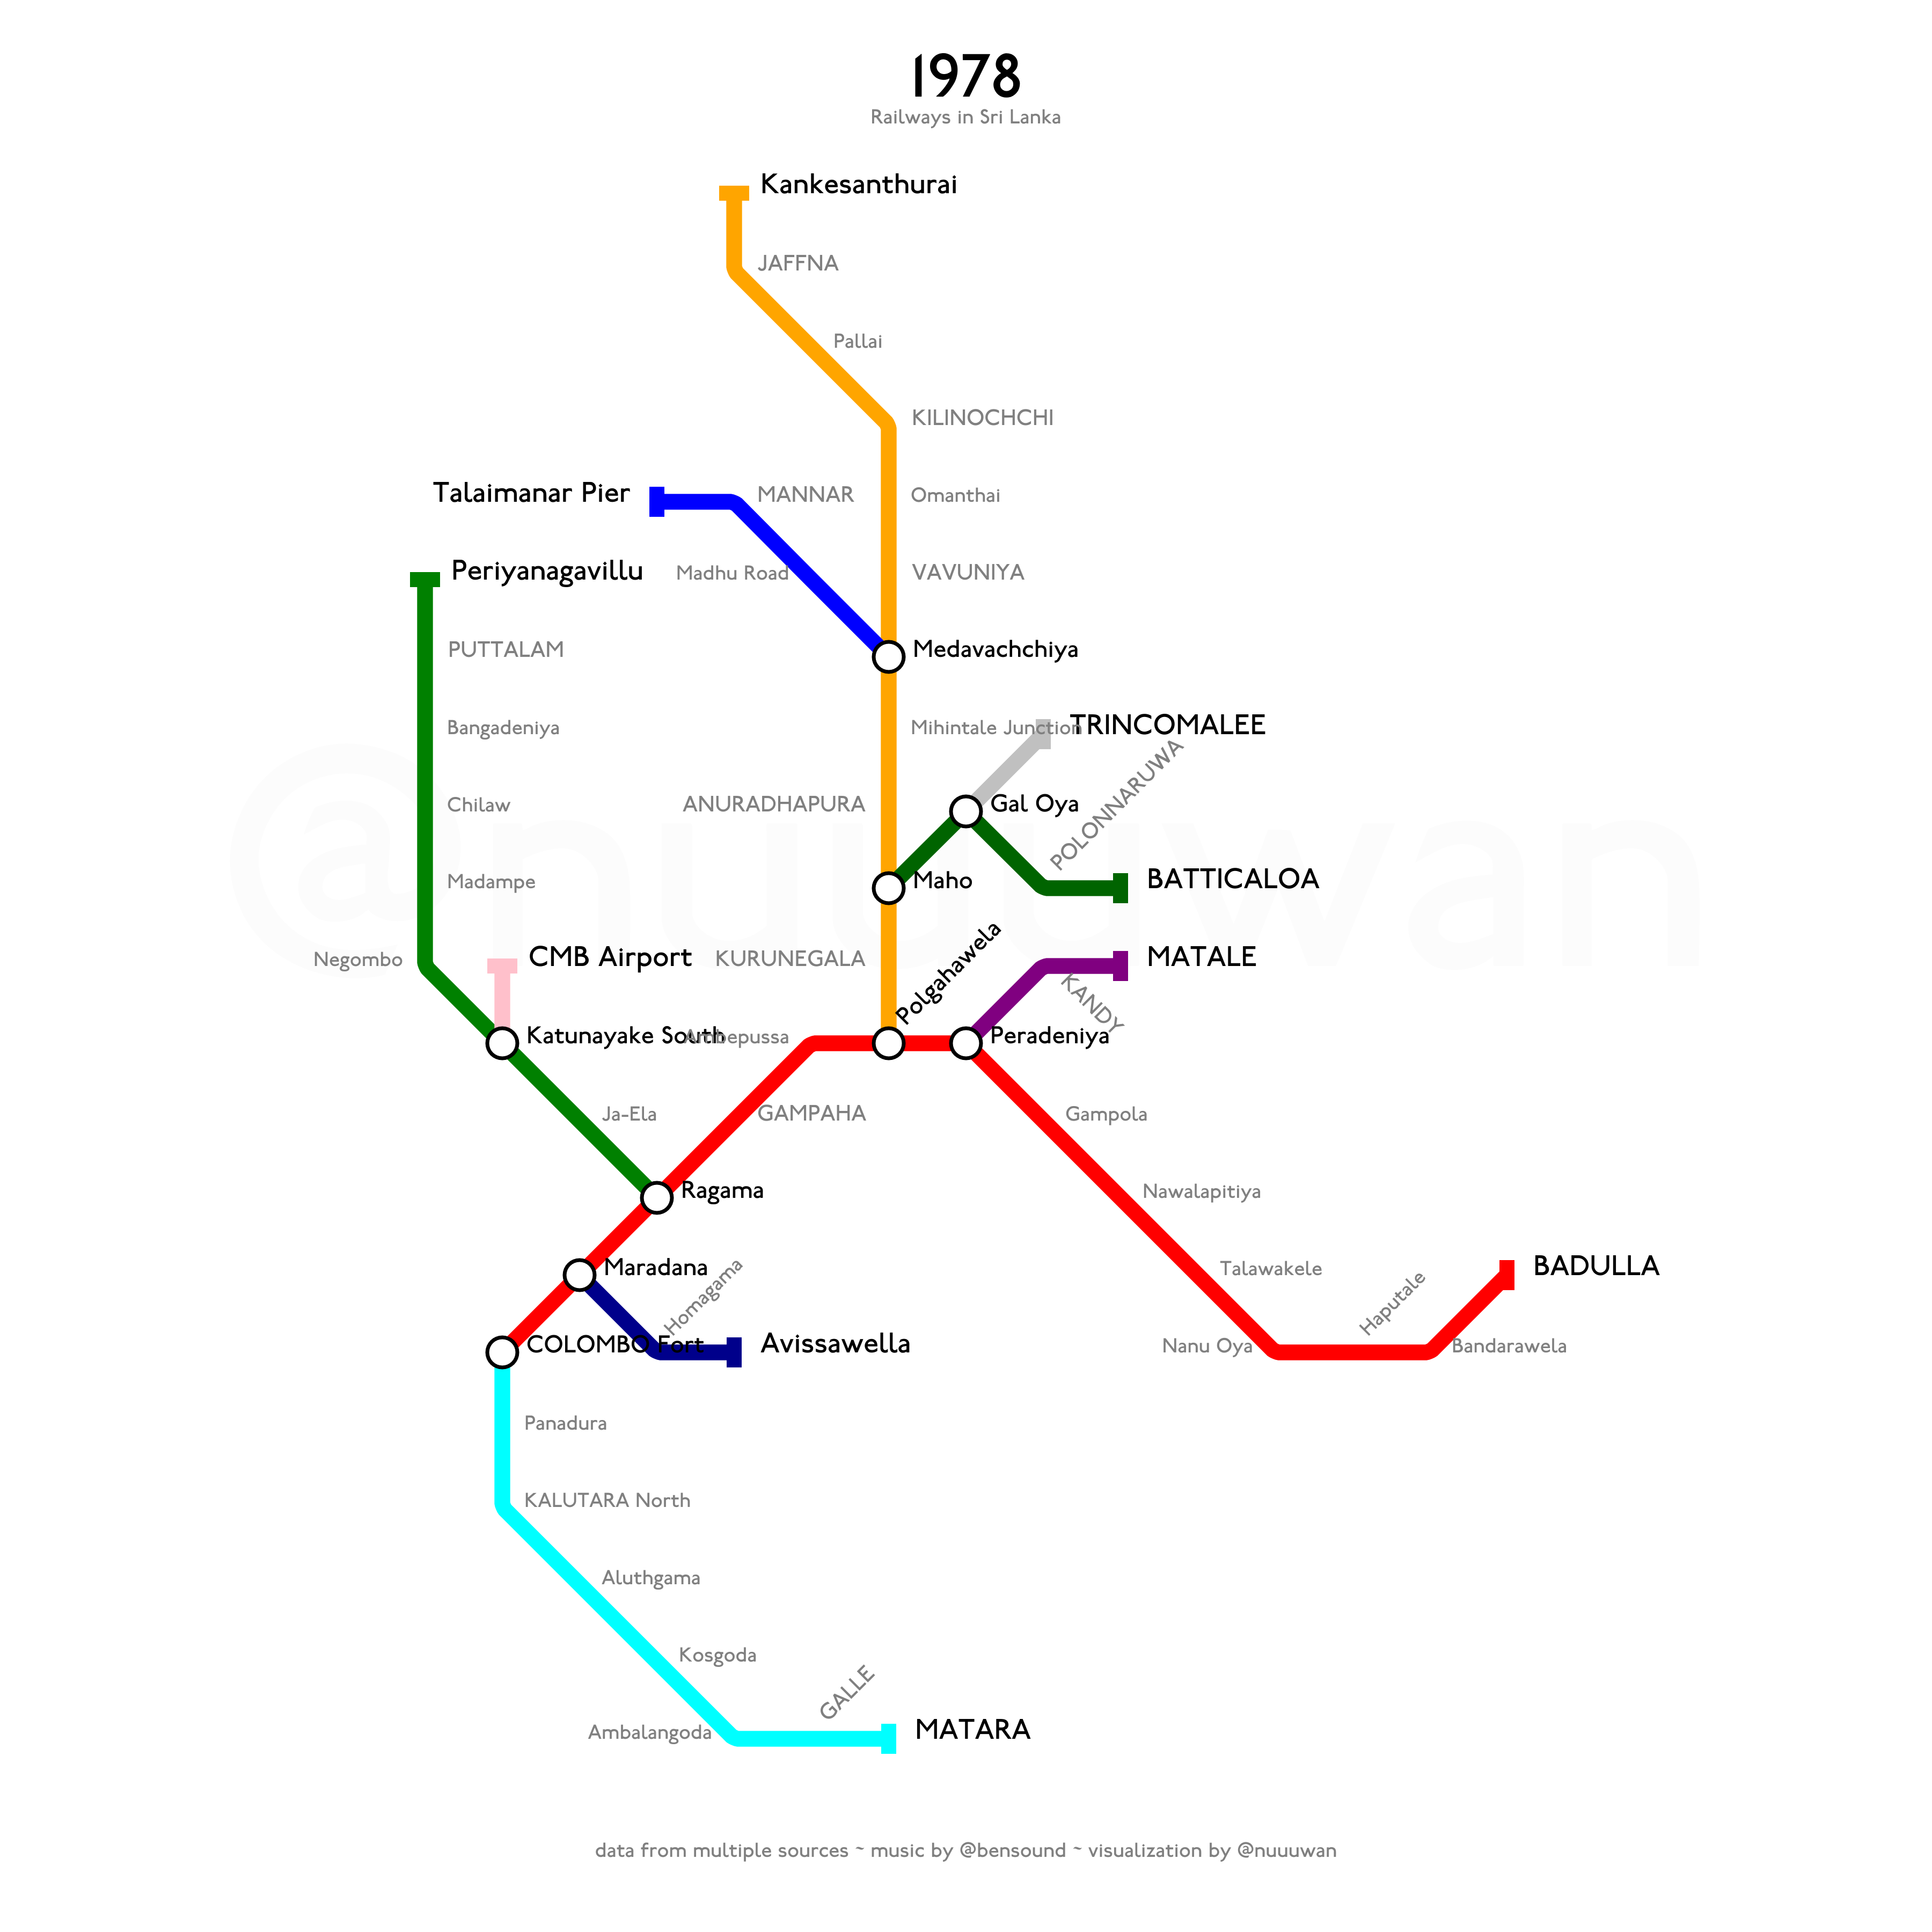 1978
Railways in Sri Lanka
Kankesanthurai
JAFFNA
Pallai
KILINOCHCHI
Talaimanar Pier
MANNAR
Omanthai
Periyanagavillu
Madhu Road
VAVUNIYA
PUTTALAM
Medavachchiya
Bangadeniya
Mihintale Junction
TRINCOMALEE
Chilaw
ANURADHAPURA
Gal Oya
POLONNARUWA
@nuuuwan
Madampe
Maho
BATTICALOA
Negombo
CMB Airport
KURUNEGALA
Polgahawela
MATALE
KANDY
Katunayake South
Ambepussa
Peradeniya
Ja-Ela
GAMPAHA
Gampola
Ragama
Nawalapitiya
Maradana
Homagama
Talawakele
Haputale
BADULLA
COLOMBO Fort
Avissawella
Nanu Oya
Bandarawela
Panadura
KALUTARA North
Aluthgama
Kosgoda
GALLE
Ambalangoda
MATARA
data from multiple sources ~ music by @bensound ~ visualization by @nuuuwan